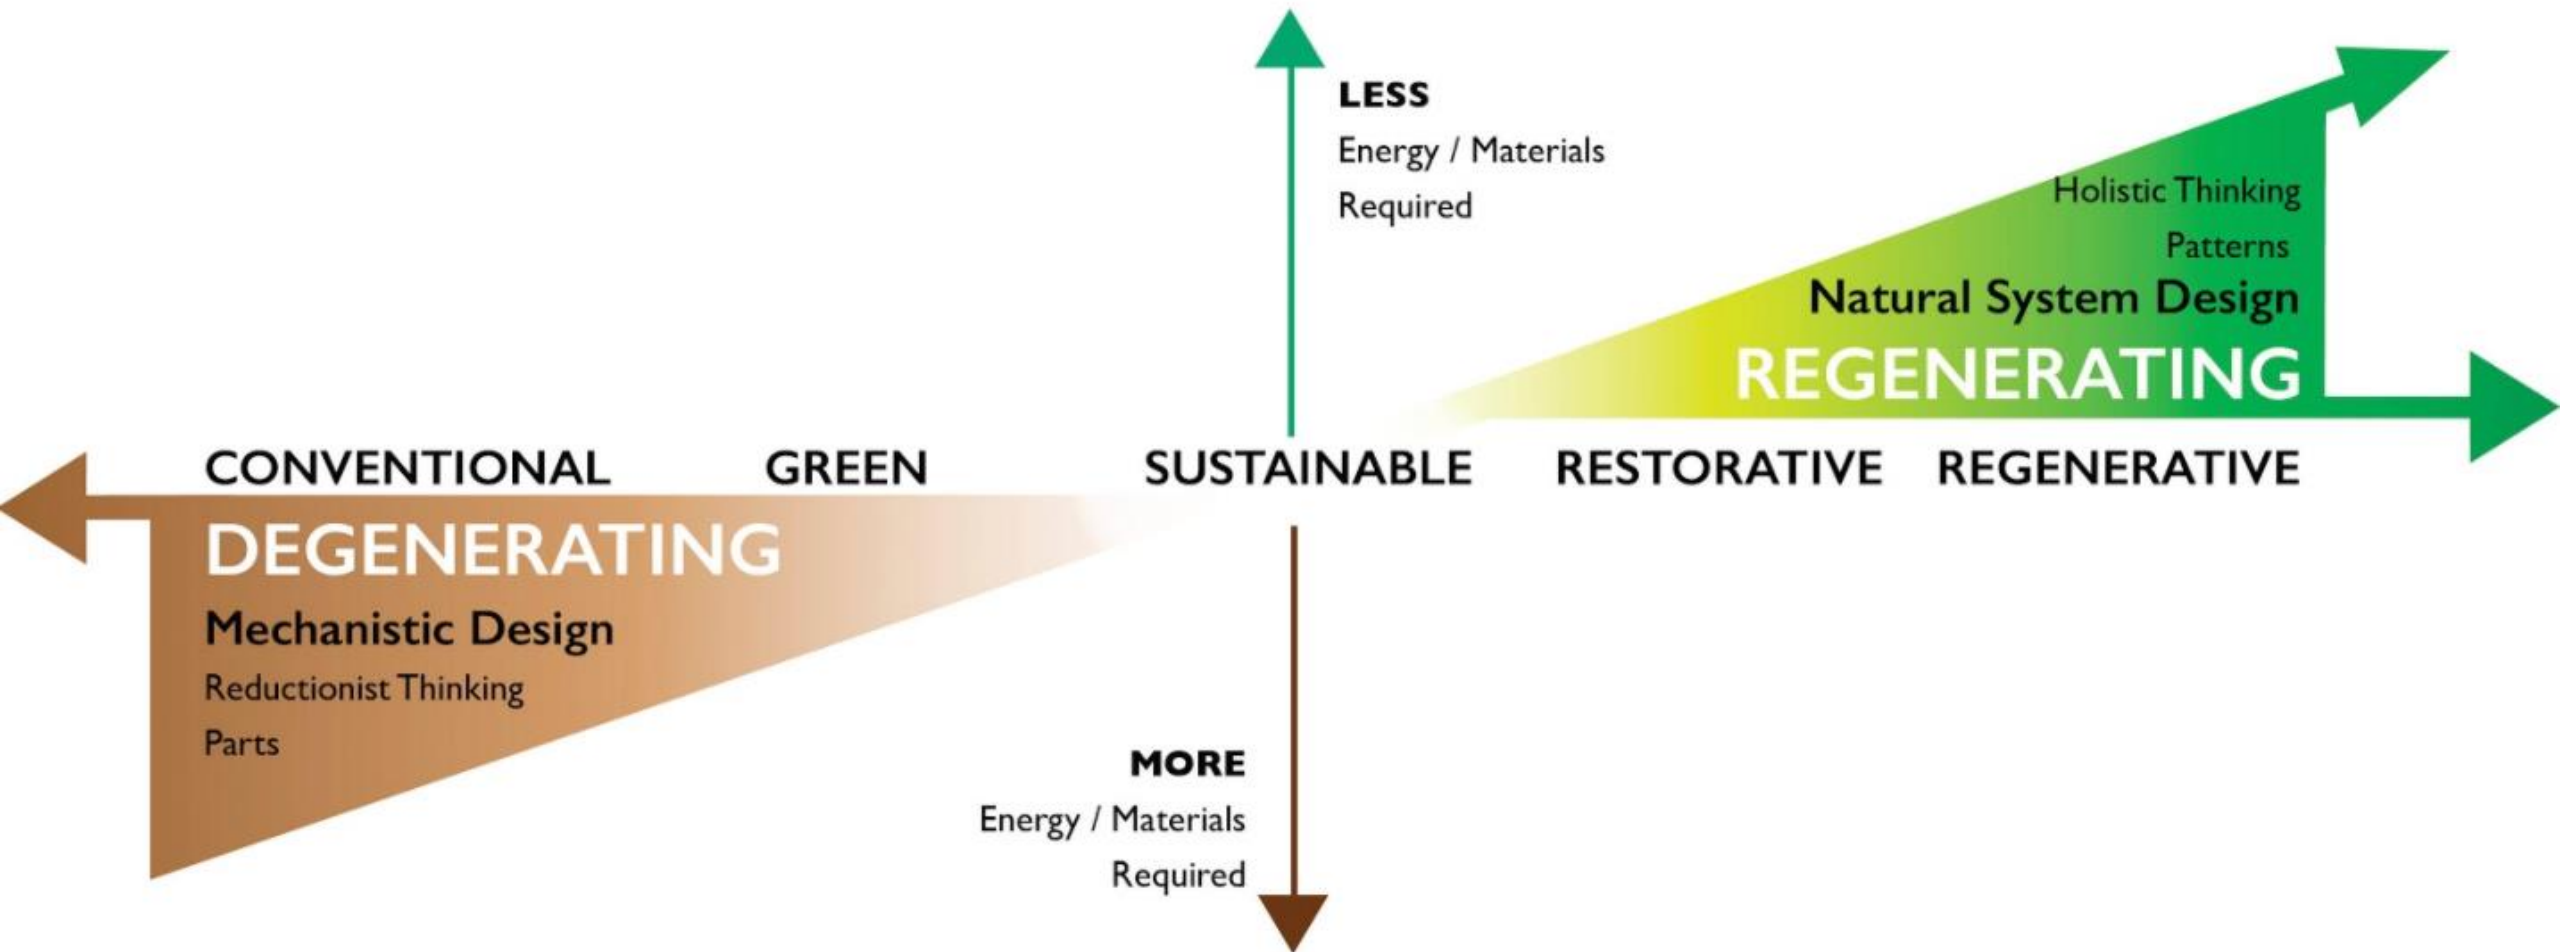 LESS
Energy / Materials
Required
Holistic Thinking
Patterns
Natural System Design
REGENERATING
CONVENTIONAL GREEN SUSTAINABLE RESTORATIVE REGENERATIVE
DEGENERATING
Mechanistic Design
Reductionist Thinking
Parts
MORE
Energy / Materials
Required